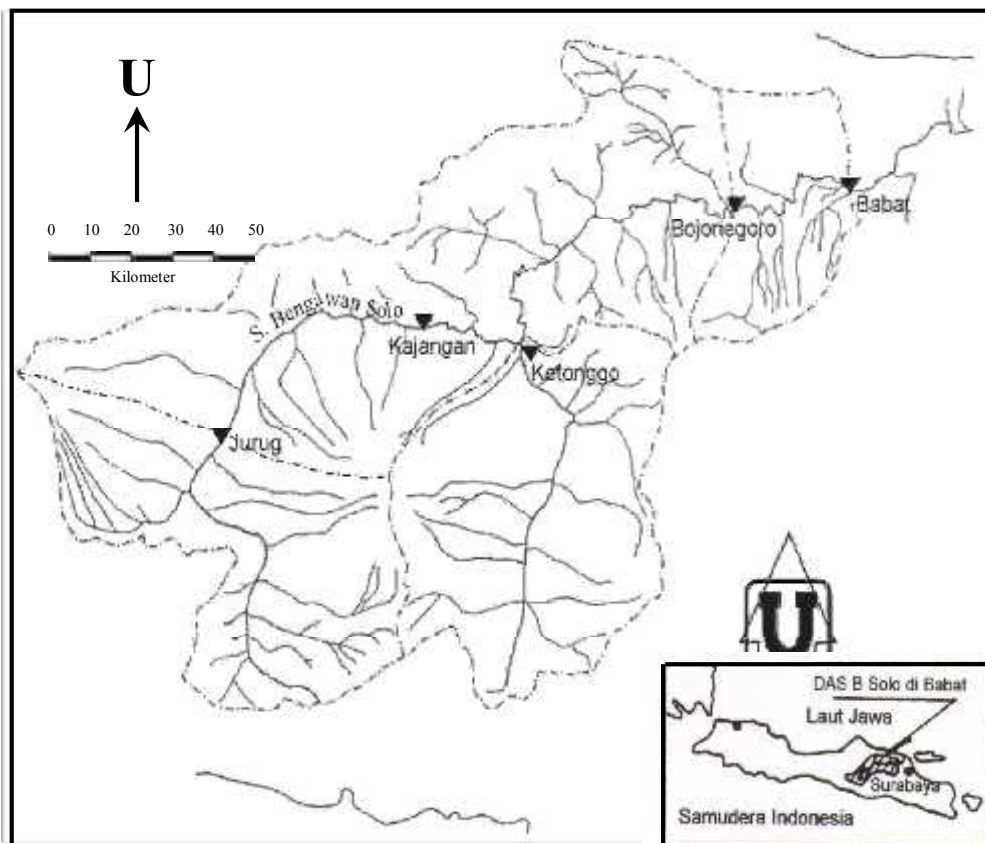 U
0 10 20 30 40 50
Kilometer
Babat
Bojonegoro
S. Bengawan Solo
Kajangan
Ketonggo
Jurug
U
DAS B Solo di Babat
Laut Jawa
Surabaya
Samudera Indonesia